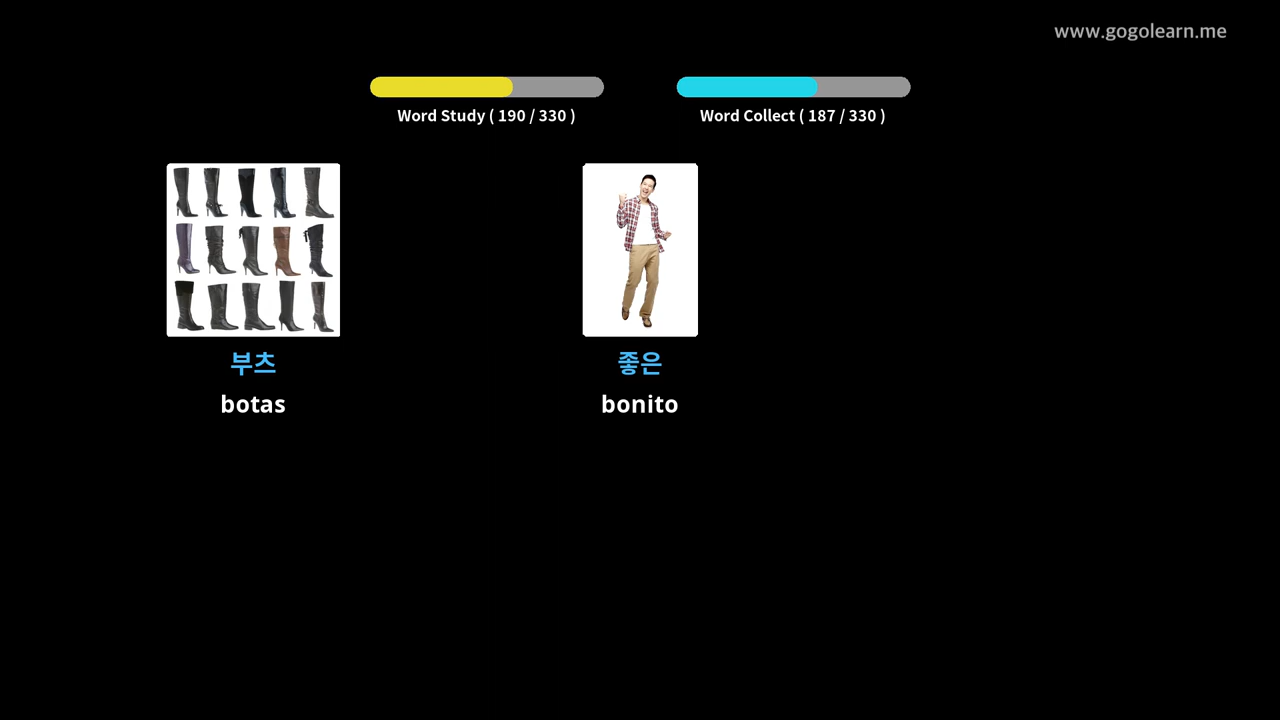 www.gogolearn.me
Word Study ( 190 / 330 )
Word Collect ( 187 / 330 )
부츠
botas
좋은
bonito